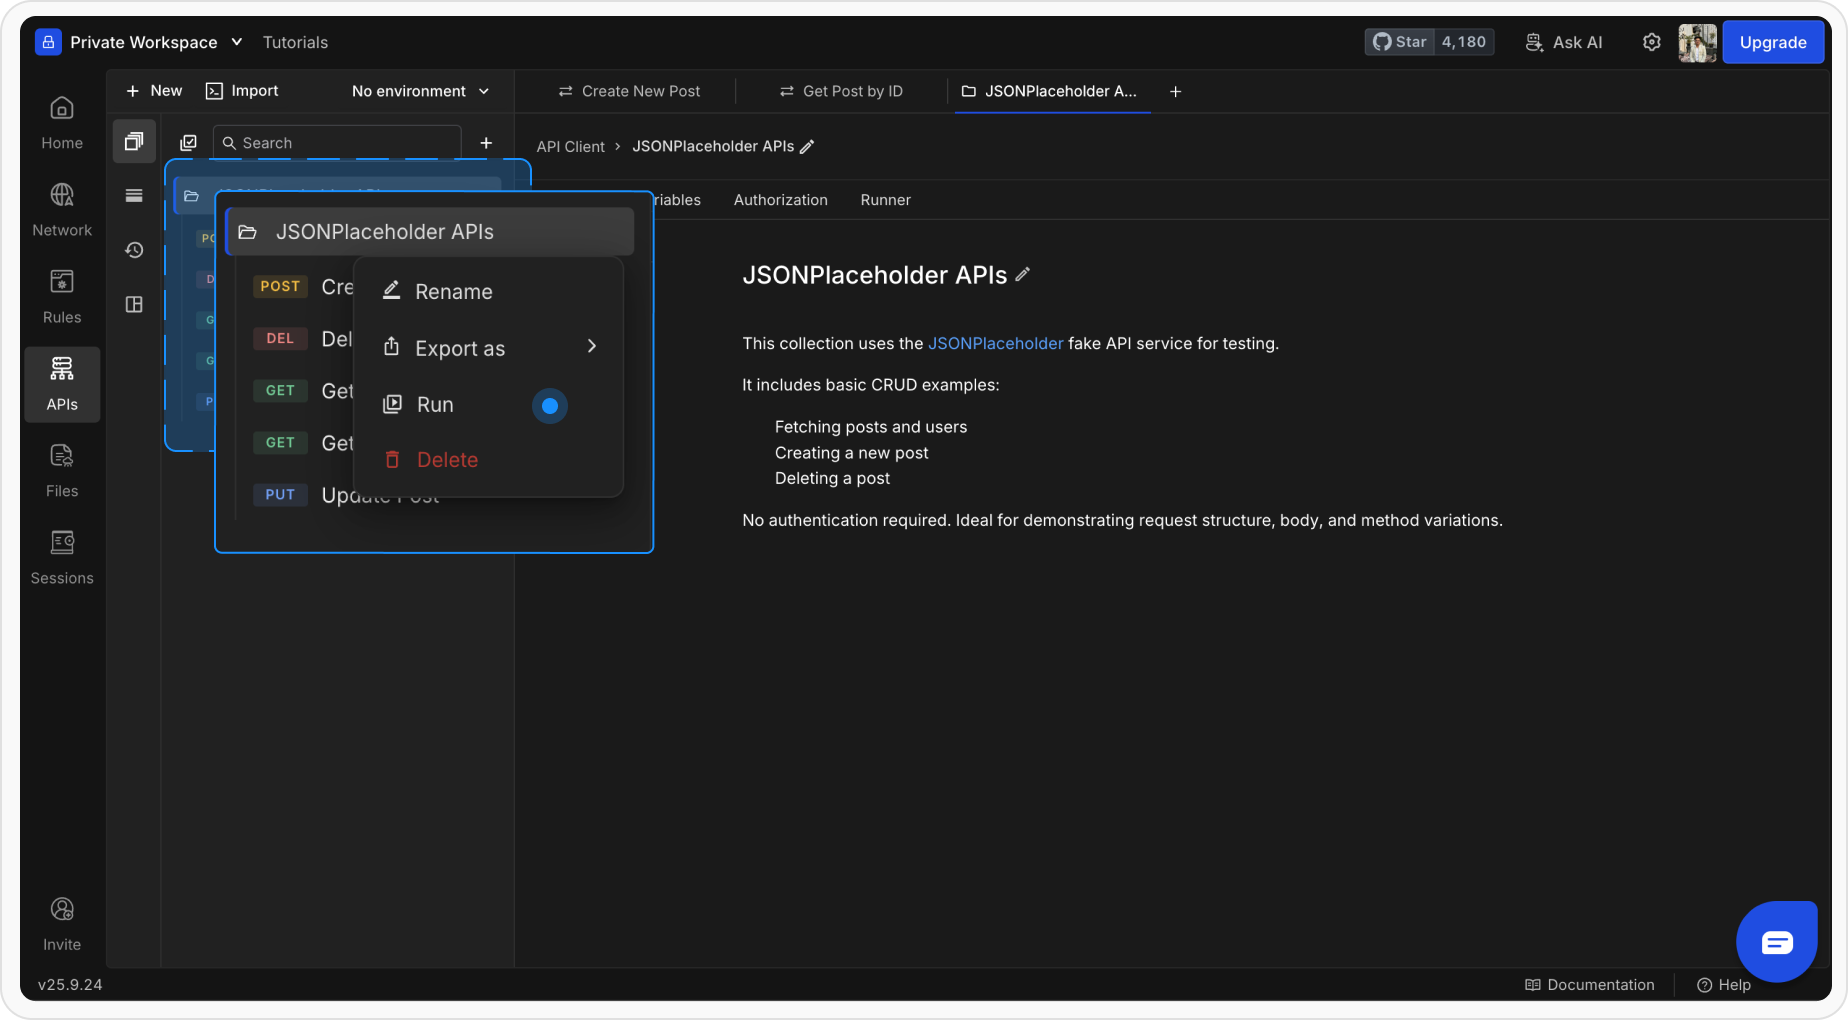 Private Workspace
Tutorials
Star 4,180
Ask AI
Upgrade
New
Import
No environment
Create New Post
Get Post by ID
JSONPlaceholder A...
Search
API Client › JSONPlaceholder APIs
riables
Authorization
Runner
Home
Network
Rules
APIs
Files
Sessions
Invite
JSONPlaceholder APIs
POST Cre
DEL Del
GET Get
GET Get
PUT Update Post
Rename
Export as
Run
Delete
JSONPlaceholder APIs
This collection uses the JSONPlaceholder fake API service for testing.
It includes basic CRUD examples:
Fetching posts and users
Creating a new post
Deleting a post
No authentication required. Ideal for demonstrating request structure, body, and method variations.
v25.9.24
Documentation
Help